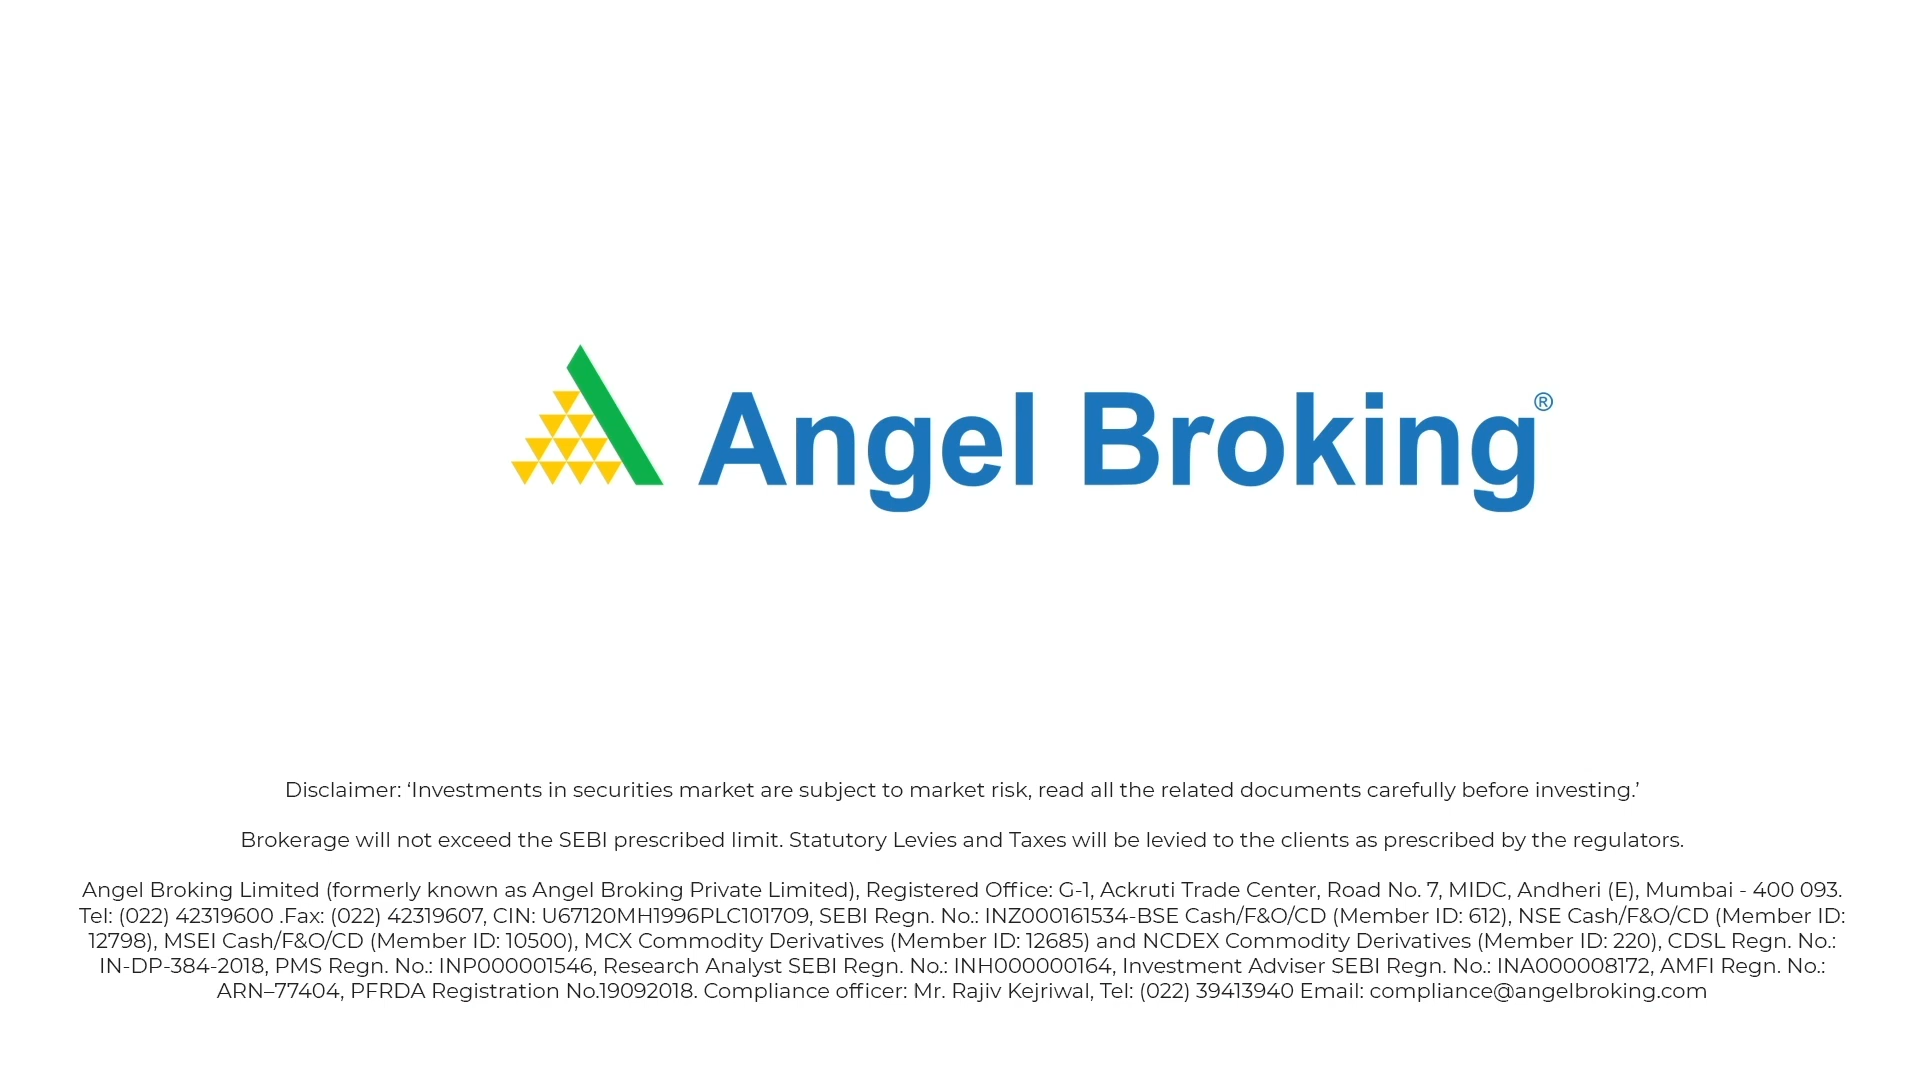 Angel Broking®
Disclaimer: ‘Investments in securities market are subject to market risk, read all the related documents carefully before investing.’
Brokerage will not exceed the SEBI prescribed limit. Statutory Levies and Taxes will be levied to the clients as prescribed by the regulators.
Angel Broking Limited (formerly known as Angel Broking Private Limited), Registered Office: G-1, Ackruti Trade Center, Road No. 7, MIDC, Andheri (E), Mumbai - 400 093.
Tel: (022) 42319600 .Fax: (022) 42319607, CIN: U67120MH1996PLC101709, SEBI Regn. No.: INZ000161534-BSE Cash/F&O/CD (Member ID: 612), NSE Cash/F&O/CD (Member ID:
12798), MSEI Cash/F&O/CD (Member ID: 10500), MCX Commodity Derivatives (Member ID: 12685) and NCDEX Commodity Derivatives (Member ID: 220), CDSL Regn. No.:
IN-DP-384-2018, PMS Regn. No.: INP000001546, Research Analyst SEBI Regn. No.: INH000000164, Investment Adviser SEBI Regn. No.: INA000008172, AMFI Regn. No.:
ARN–77404, PFRDA Registration No.19092018. Compliance officer: Mr. Rajiv Kejriwal, Tel: (022) 39413940 Email: compliance@angelbroking.com